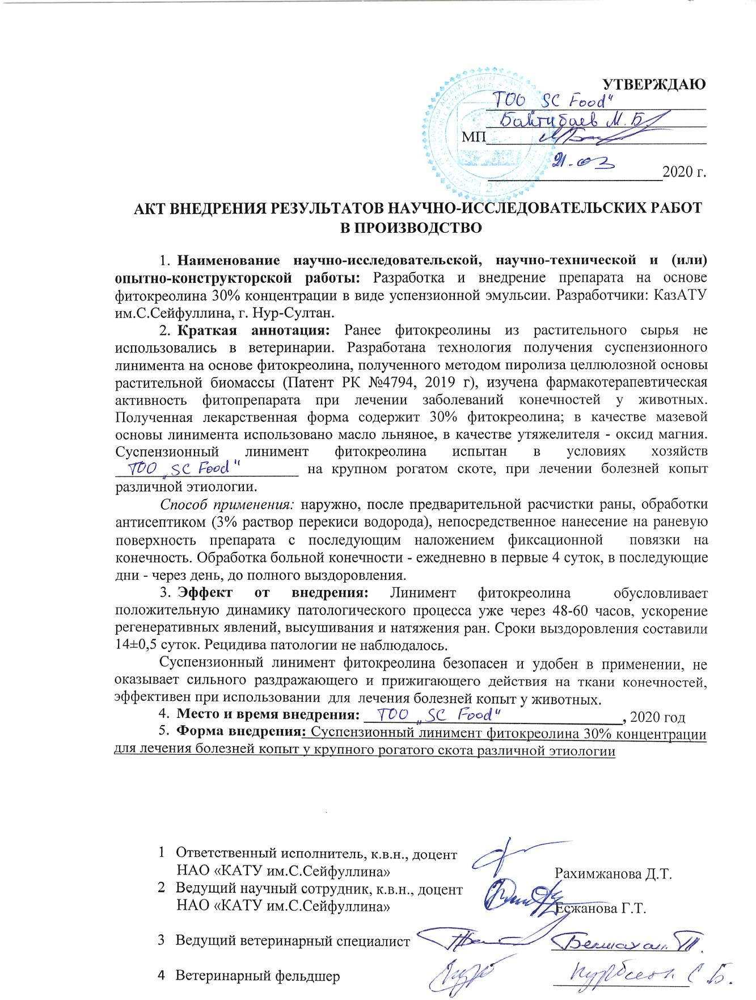 УТВЕРЖДАЮ
ТОО "SC Food"
Байтибаев М.Б.
МП
21.03
2020 г.
АКТ ВНЕДРЕНИЯ РЕЗУЛЬТАТОВ НАУЧНО-ИССЛЕДОВАТЕЛЬСКИХ РАБОТ
В ПРОИЗВОДСТВО
1. Наименование научно-исследовательской, научно-технической и (или)
опытно-конструкторской работы: Разработка и внедрение препарата на основе
фитокреолина 30% концентрации в виде успензионной эмульсии. Разработчики: КазАТУ
им.С.Сейфуллина, г. Нур-Султан.
2. Краткая аннотация: Ранее фитокреолины из растительного сырья не
использовались в ветеринарии. Разработана технология получения суспензионного
линимента на основе фитокреолина, полученного методом пиролиза целлюлозной основы
растительной биомассы (Патент РК №4794, 2019 г), изучена фармакотерапевтическая
активность фитопрепарата при лечении заболеваний конечностей у животных.
Полученная лекарственная форма содержит 30% фитокреолина; в качестве мазевой
основы линимента использовано масло льняное, в качестве утяжелителя - оксид магния.
Суспензионный линимент фитокреолина испытан в условиях хозяйств
ТОО „SC Food" на крупном рогатом скоте, при лечении болезней копыт
различной этиологии.
Способ применения: наружно, после предварительной расчистки раны, обработки
антисептиком (3% раствор перекиси водорода), непосредственное нанесение на раневую
поверхность препарата с последующим наложением фиксационной повязки на
конечность. Обработка больной конечности - ежедневно в первые 4 суток, в последующие
дни - через день, до полного выздоровления.
3. Эффект от внедрения: Линимент фитокреолина обусловливает
положительную динамику патологического процесса уже через 48-60 часов, ускорение
регенеративных явлений, высушивания и натяжения ран. Сроки выздоровления составили
14±0,5 суток. Рецидива патологии не наблюдалось.
Суспензионный линимент фитокреолина безопасен и удобен в применении, не
оказывает сильного раздражающего и прижигающего действия на ткани конечностей,
эффективен при использовании для лечения болезней копыт у животных.
4. Место и время внедрения: ТОО „SC Food", 2020 год
5. Форма внедрения: Суспензионный линимент фитокреолина 30% концентрации
для лечения болезней копыт у крупного рогатого скота различной этиологии
1 Ответственный исполнитель, к.в.н., доцент
НАО «КАТУ им.С.Сейфуллина» Рахимжанова Д.Т.
2 Ведущий научный сотрудник, к.в.н., доцент
НАО «КАТУ им.С.Сейфуллина» Есжанова Г.Т.
3 Ведущий ветеринарный специалист
4 Ветеринарный фельдшер